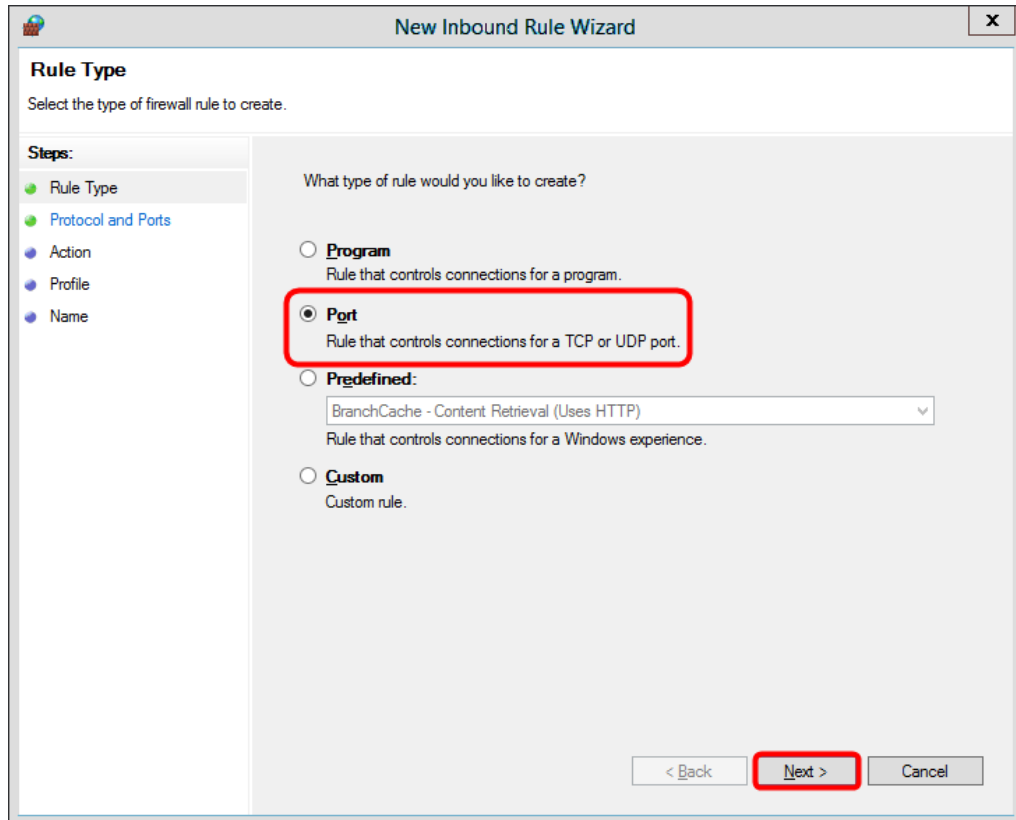 New Inbound Rule Wizard
x
Rule Type
Select the type of firewall rule to create.
Steps:
Rule Type
Protocol and Ports
Action
Profile
Name
What type of rule would you like to create?
Program
Rule that controls connections for a program.
Port
Rule that controls connections for a TCP or UDP port.
Predefined:
BranchCache - Content Retrieval (Uses HTTP)
Rule that controls connections for a Windows experience.
Custom
Custom rule.
< Back
Next >
Cancel